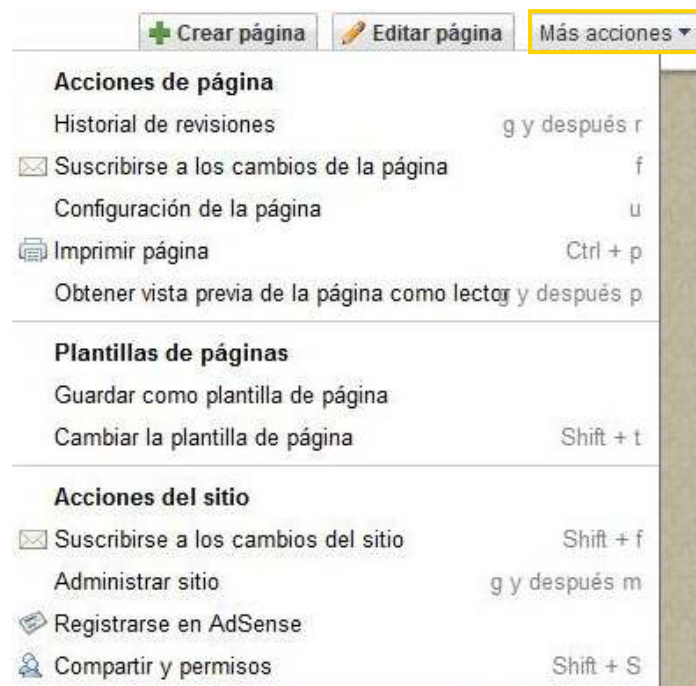 Crear página Editar página Más acciones
Acciones de página
Historial de revisiones g y después r
Suscribirse a los cambios de la página f
Configuración de la página u
Imprimir página Ctrl + p
Obtener vista previa de la página como lector g y después p
Plantillas de páginas
Guardar como plantilla de página
Cambiar la plantilla de página Shift + t
Acciones del sitio
Suscribirse a los cambios del sitio Shift + f
Administrar sitio g y después m
Registrarse en AdSense
Compartir y permisos Shift + S